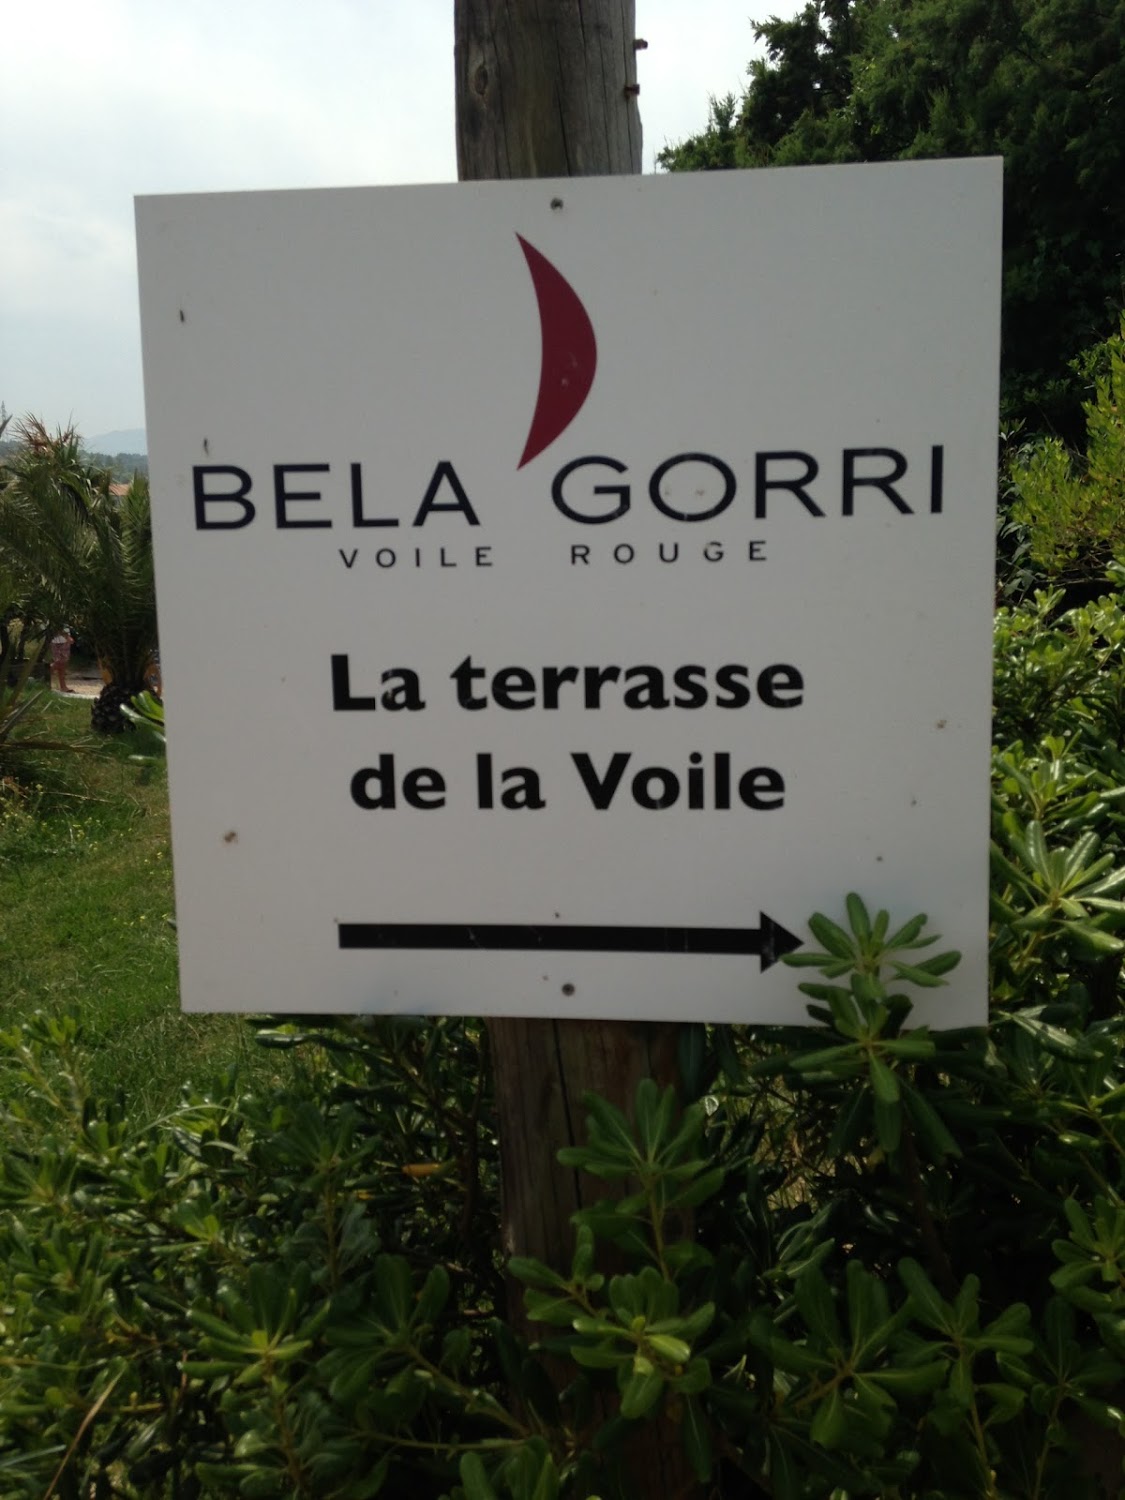 BELA GORRI
VOILE ROUGE
La terrasse
de la Voile